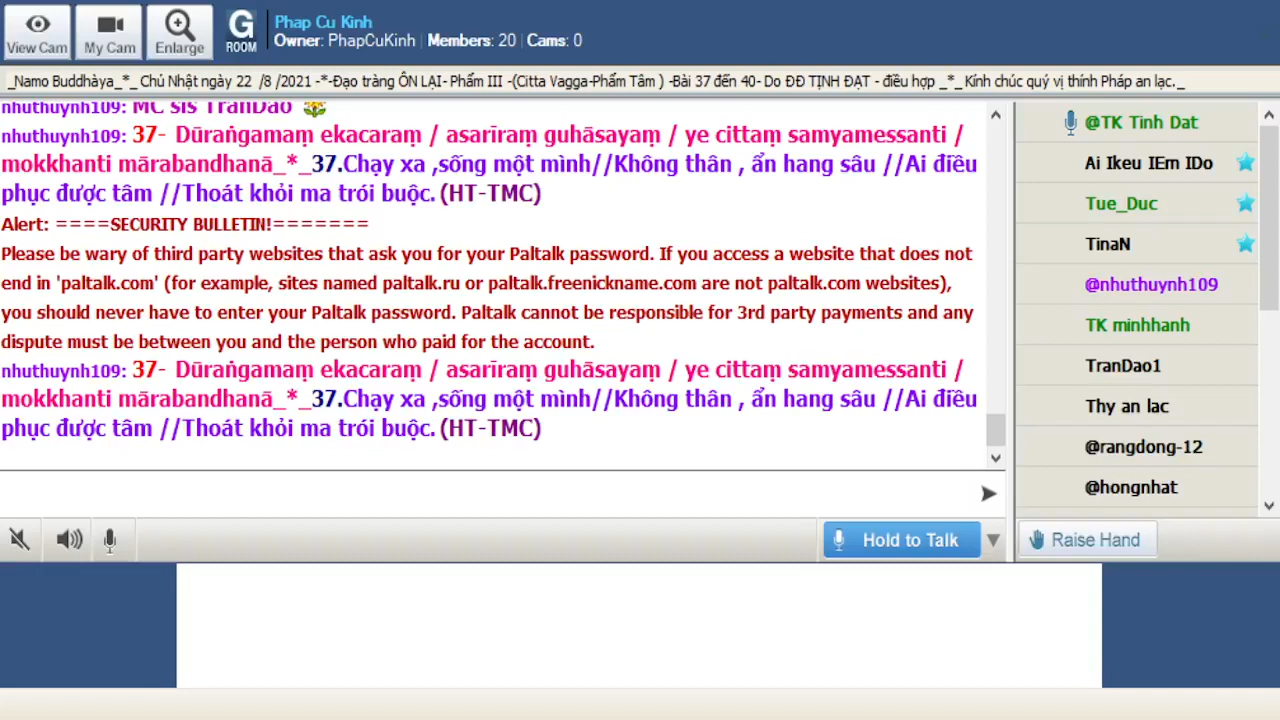 View Cam
My Cam
Enlarge
G
ROOM
Phap Cu Kinh
Owner: PhapCuKinh | Members: 20 | Cams: 0
_Namo Buddhàya_*_ Chủ Nhật ngày 22 /8 /2021 -*-Đạo tràng ÔN LẠI- Phẩm III -(Citta Vagga-Phẩm Tâm ) -Bài 37 đến 40- Do ĐĐ TỊNH ĐẠT - điều hợp _*_Kính chúc quý vị thính Pháp an lạc._
nhuthuynh109: MC sis TranDao
nhuthuynh109: 37- Dūraṅgamaṃ ekacaraṃ / asarīraṃ guhāsayaṃ / ye cittaṃ samyamessanti /
mokkhanti mārabandhanā_*_37.Chạy xa ,sống một mình//Không thân , ẩn hang sâu //Ai điều
phục được tâm //Thoát khỏi ma trói buộc. (HT-TMC)
Alert: ====SECURITY BULLETIN!=======
Please be wary of third party websites that ask you for your Paltalk password. If you access a website that does not
end in 'paltalk.com' (for example, sites named paltalk.ru or paltalk.freenickname.com are not paltalk.com websites),
you should never have to enter your Paltalk password. Paltalk cannot be responsible for 3rd party payments and any
dispute must be between you and the person who paid for the account.
nhuthuynh109: 37- Dūraṅgamaṃ ekacaraṃ / asarīraṃ guhāsayaṃ / ye cittaṃ samyamessanti /
mokkhanti mārabandhanā_*_37.Chạy xa ,sống một mình//Không thân , ẩn hang sâu //Ai điều
phục được tâm //Thoát khỏi ma trói buộc. (HT-TMC)
@TK Tinh Dat
Ai Ikeu IEm IDo
Tue_Duc
TinaN
@nhuthuynh109
TK minhhanh
TranDao1
Thy an lac
@rangdong-12
@hongnhat
Hold to Talk
Raise Hand